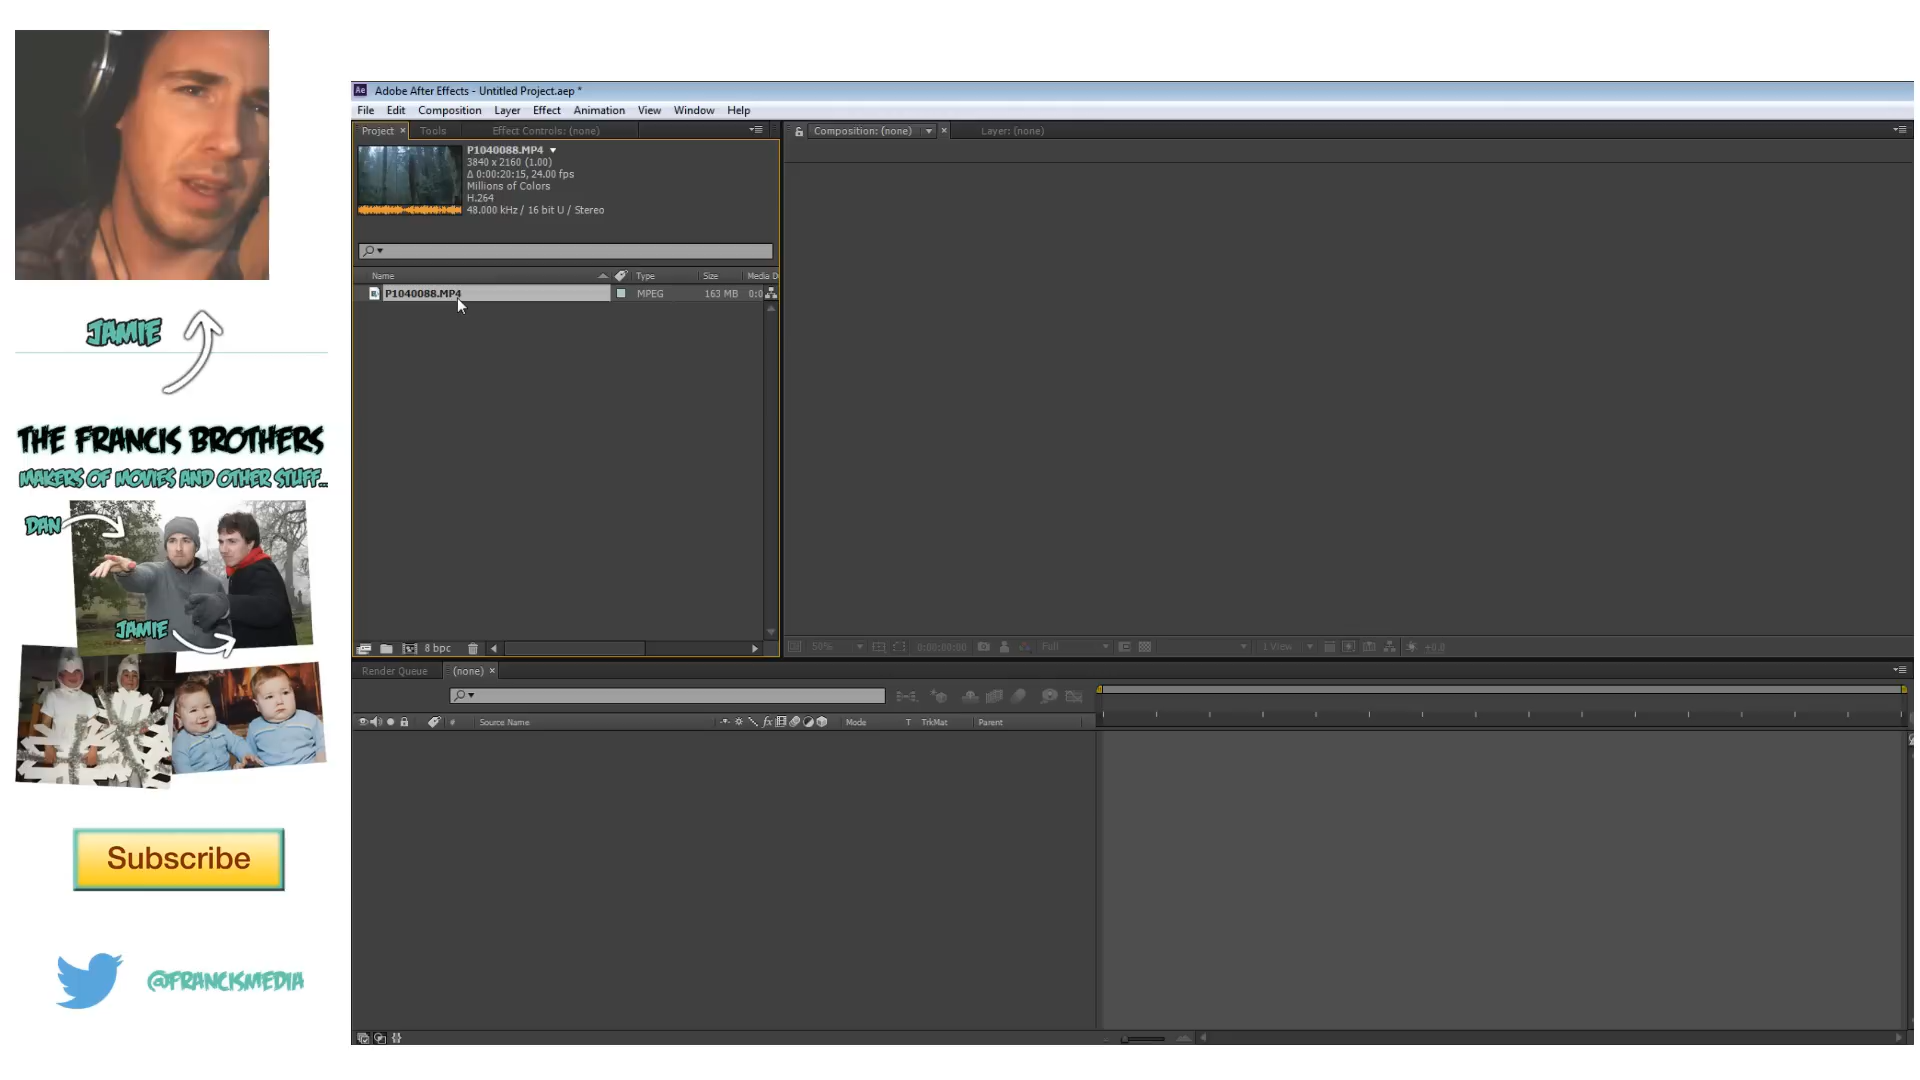 JAMIE
THE FRANCIS BROTHERS
MAKERS OF MOVIES AND OTHER STUFF...
DAN
JAMIE
Subscribe
@FRANCISMEDIA
Ae Adobe After Effects - Untitled Project.aep *
File Edit Composition Layer Effect Animation View Window Help
Project × Tools Effect Controls: (none)
Composition: (none) Layer: (none)
P1040088.MP4
3840 x 2160 (1.00)
Δ 0:00:20:15, 24.00 fps
Millions of Colors
H.264
48.000 kHz / 16 bit U / Stereo
Name Type Size Media D
P1040088.MP4 MPEG 163 MB 0:0
8 bpc
50% 0:00:00:00 Full 1 View +0.0
Render Queue (none) ×
# Source Name fx Mode T TrkMat Parent